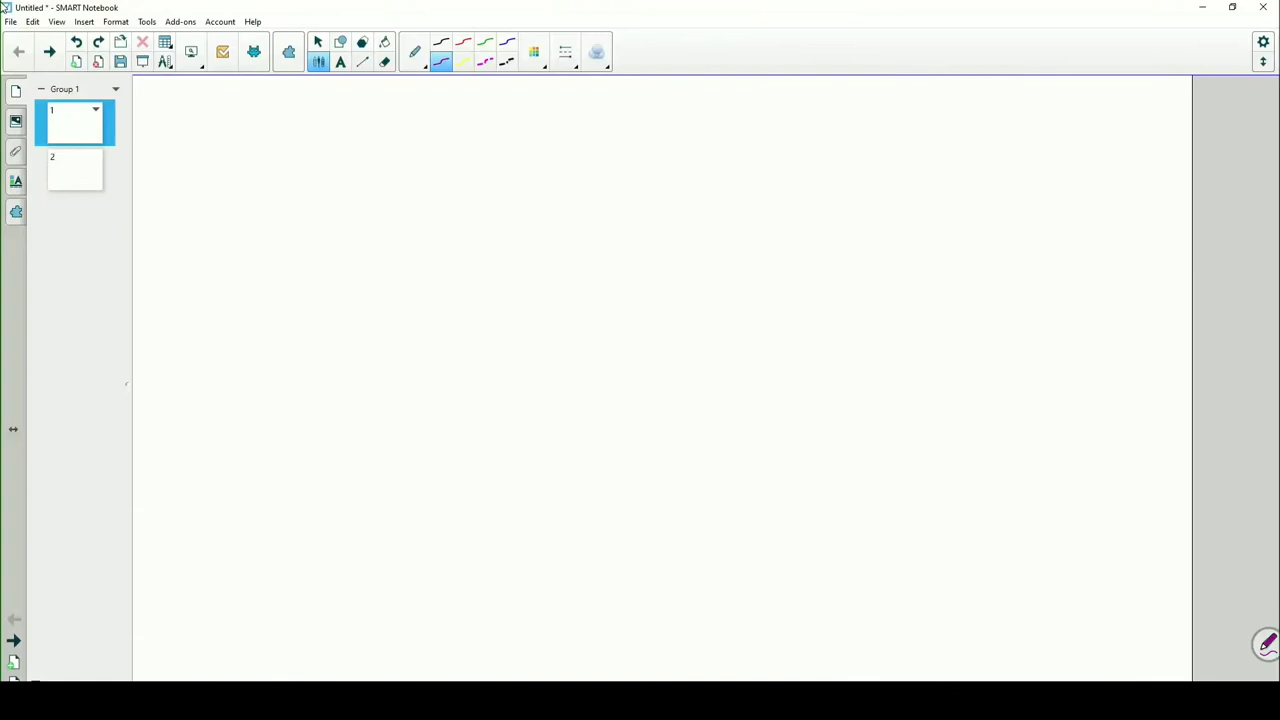 Untitled * - SMART Notebook
File Edit View Insert Format Tools Add-ons Account Help
Group 1
1
2